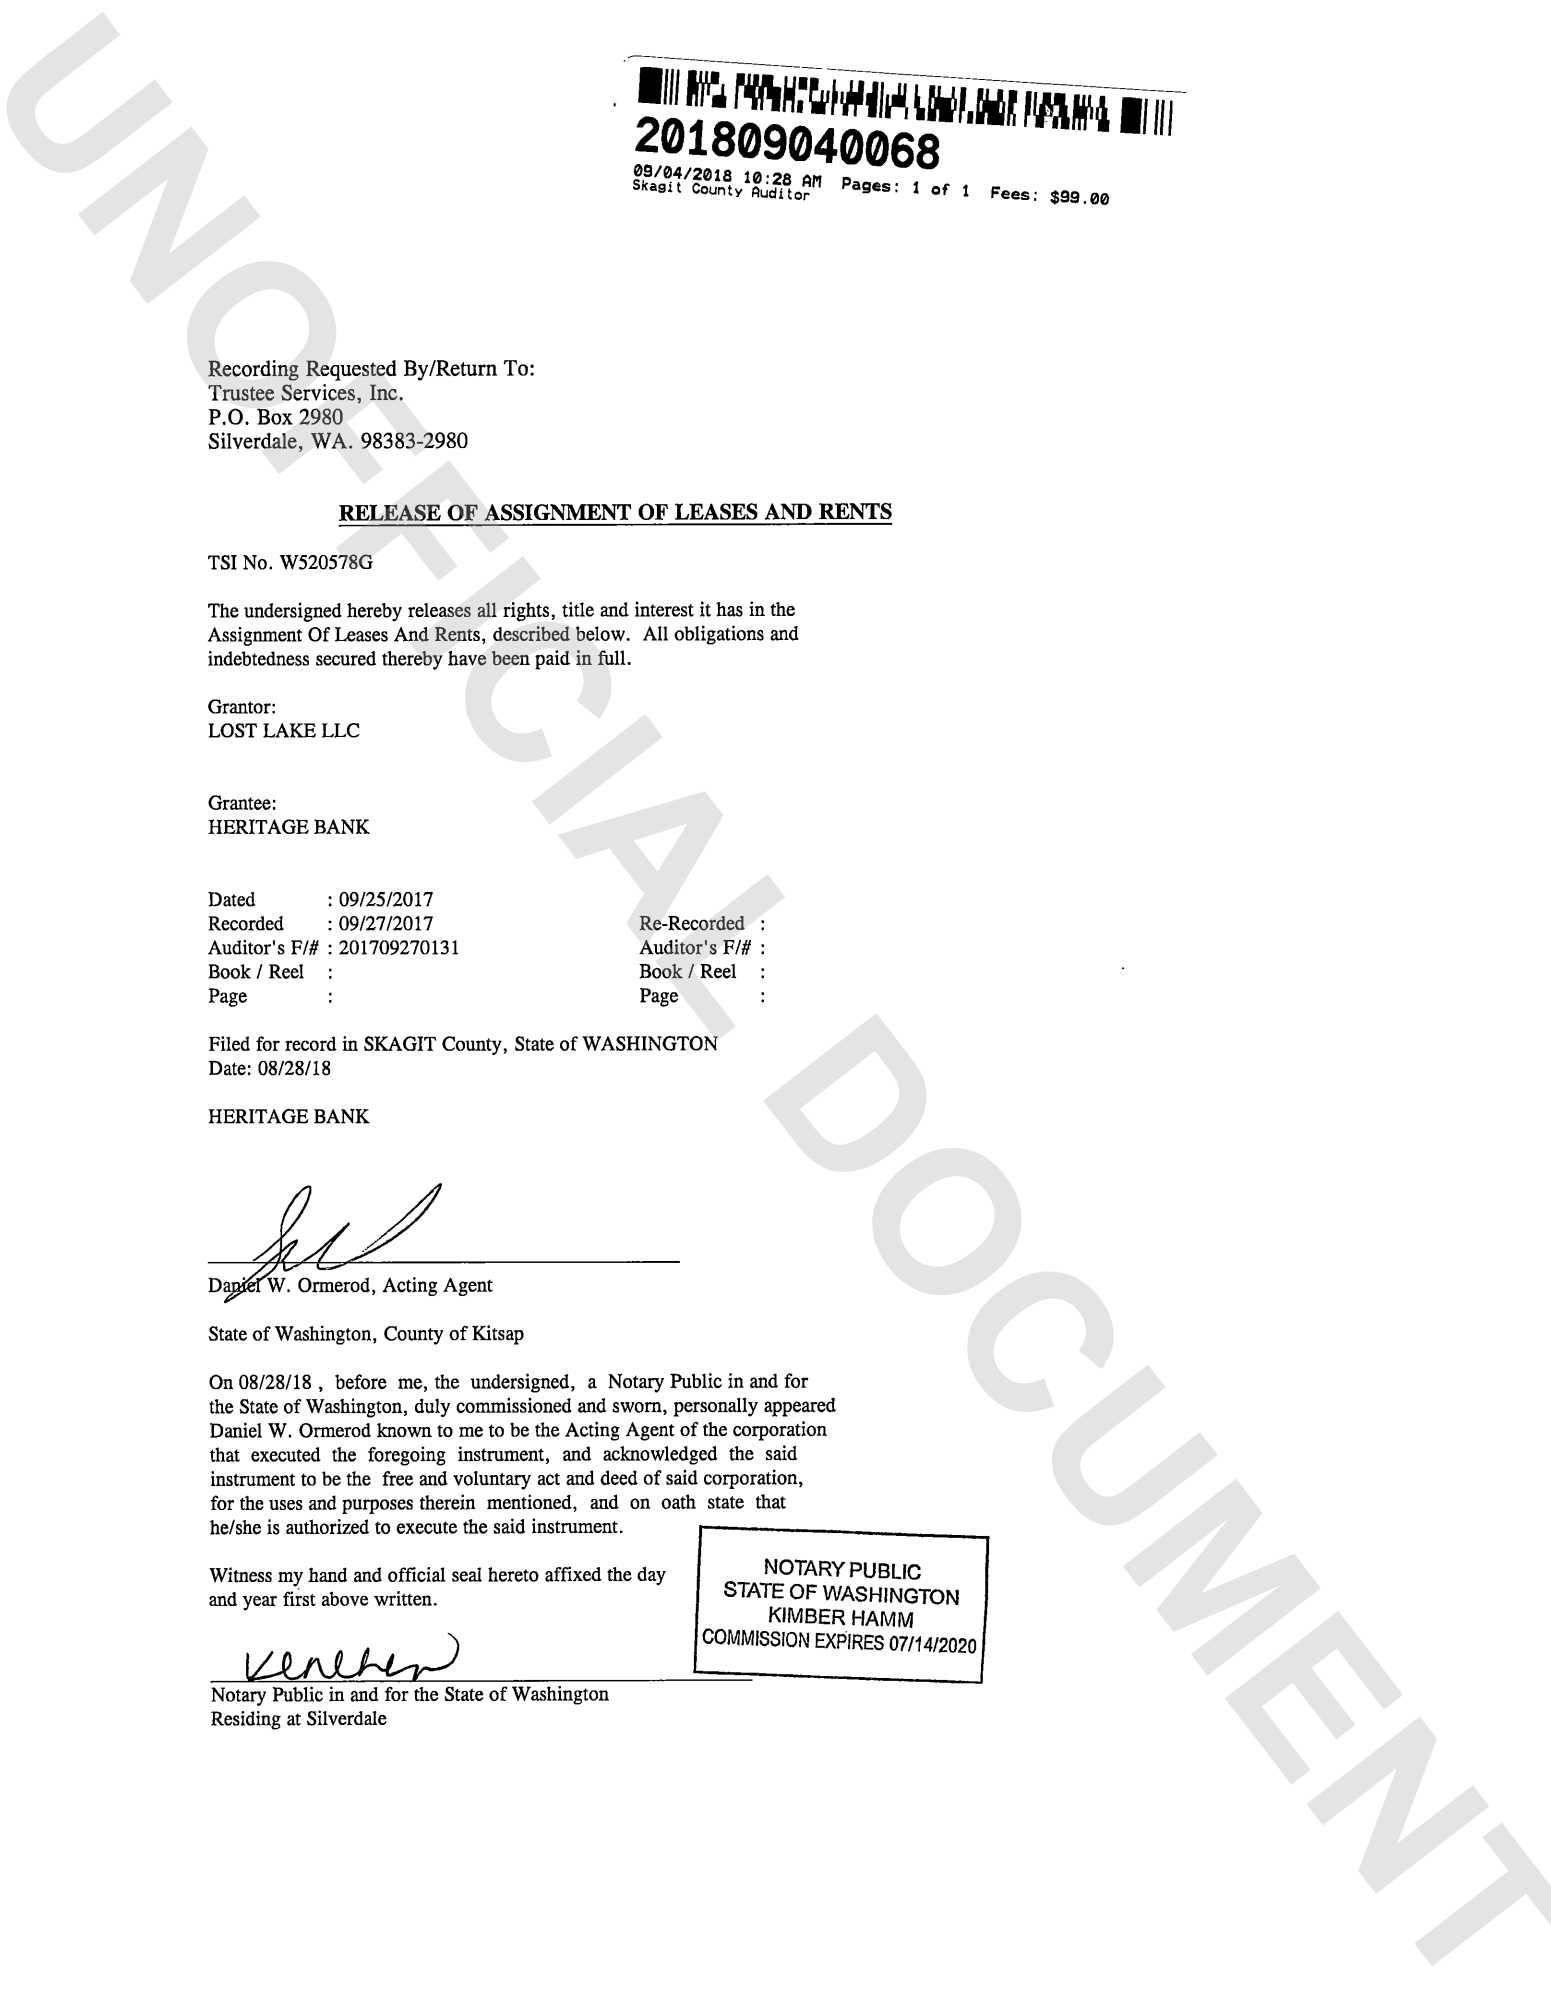 201809040068
09/04/2018 10:28 AM Pages: 1 of 1 Fees: $99.00
Skagit County Auditor
Recording Requested By/Return To:
Trustee Services, Inc.
P.O. Box 2980
Silverdale, WA. 98383-2980
RELEASE OF ASSIGNMENT OF LEASES AND RENTS
TSI No. W520578G
The undersigned hereby releases all rights, title and interest it has in the
Assignment Of Leases And Rents, described below. All obligations and
indebtedness secured thereby have been paid in full.
Grantor:
LOST LAKE LLC
Grantee:
HERITAGE BANK
Dated : 09/25/2017
Recorded : 09/27/2017 Re-Recorded :
Auditor's F/# : 201709270131 Auditor's F/# :
Book / Reel : Book / Reel :
Page : Page :
Filed for record in SKAGIT County, State of WASHINGTON
Date: 08/28/18
HERITAGE BANK
Daniel W. Ormerod, Acting Agent
State of Washington, County of Kitsap
On 08/28/18 , before me, the undersigned, a Notary Public in and for
the State of Washington, duly commissioned and sworn, personally appeared
Daniel W. Ormerod known to me to be the Acting Agent of the corporation
that executed the foregoing instrument, and acknowledged the said
instrument to be the free and voluntary act and deed of said corporation,
for the uses and purposes therein mentioned, and on oath state that
he/she is authorized to execute the said instrument.
Witness my hand and official seal hereto affixed the day
and year first above written.
NOTARY PUBLIC
STATE OF WASHINGTON
KIMBER HAMM
COMMISSION EXPIRES 07/14/2020
Notary Public in and for the State of Washington
Residing at Silverdale
UNOFFICIAL DOCUMENT